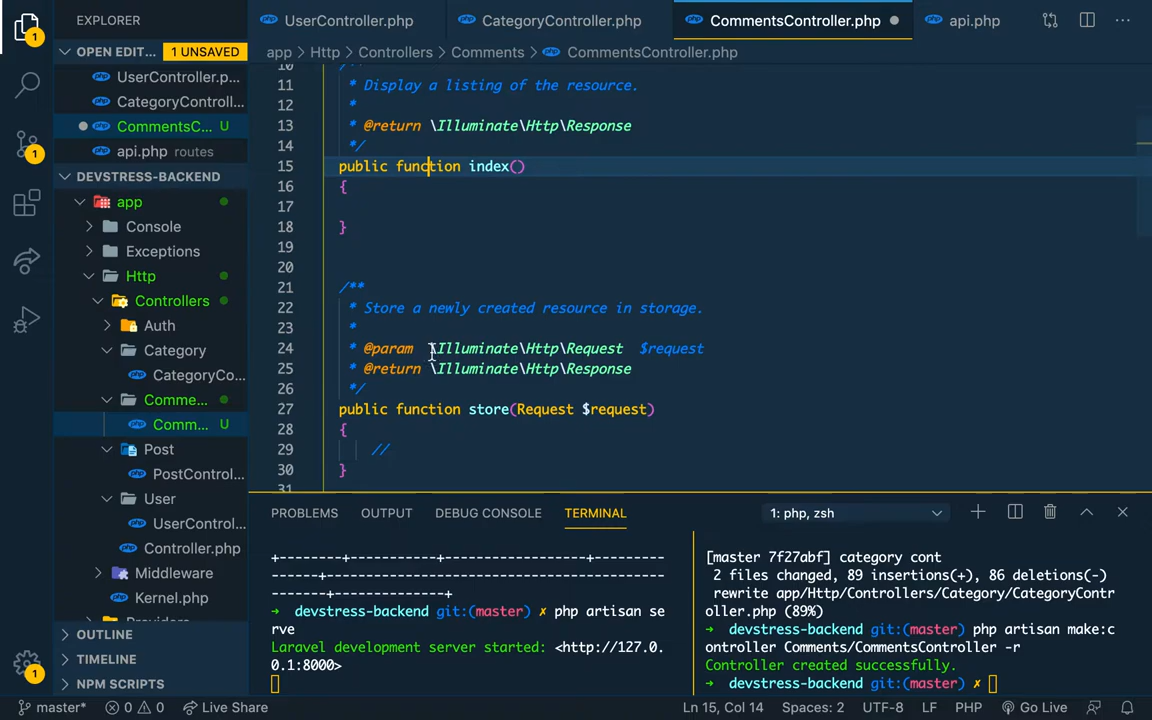 EXPLORER
UserController.php
CategoryController.php
CommentsController.php
api.php
1
OPEN EDIT... 1 UNSAVED
app Http Controllers Comments CommentsController.php
UserController.p...
CategoryControll...
CommentsC... U
api.php routes
1
DEVSTRESS-BACKEND
app
Console
Exceptions
Http
Controllers
Auth
Category
CategoryCo...
Comme...
Comm... U
Post
PostControl...
User
UserControl...
Controller.php
Middleware
Kernel.php
Providers
OUTLINE
TIMELINE
NPM SCRIPTS
1
10 /**
11 * Display a listing of the resource.
12 *
13 * @return \Illuminate\Http\Response
14 */
15 public function index()
16 {
17
18 }
19
20
21 /**
22 * Store a newly created resource in storage.
23 *
24 * @param \Illuminate\Http\Request $request
25 * @return \Illuminate\Http\Response
26 */
27 public function store(Request $request)
28 {
29 //
30 }
31
PROBLEMS OUTPUT DEBUG CONSOLE TERMINAL 1: php, zsh
+--------+-----------+-----------------+---------
------+------------------------------------------
-------+--------------+
→ devstress-backend git:(master) ✗ php artisan se
rve
Laravel development server started: <http://127.0.
0.1:8000>
[master 7f27abf] category cont
2 files changed, 89 insertions(+), 86 deletions(-)
rewrite app/Http/Controllers/Category/CategoryContr
oller.php (89%)
→ devstress-backend git:(master) php artisan make:c
ontroller Comments/CommentsController -r
Controller created successfully.
→ devstress-backend git:(master) ✗
master* 0 0 Live Share Ln 15, Col 14 Spaces: 2 UTF-8 LF PHP Go Live